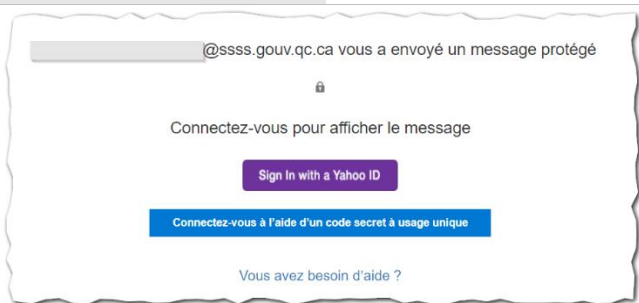 @ssss.gouv.qc.ca vous a envoyé un message protégé
Connectez-vous pour afficher le message
Sign In with a Yahoo ID
Connectez-vous à l'aide d'un code secret à usage unique
Vous avez besoin d'aide ?